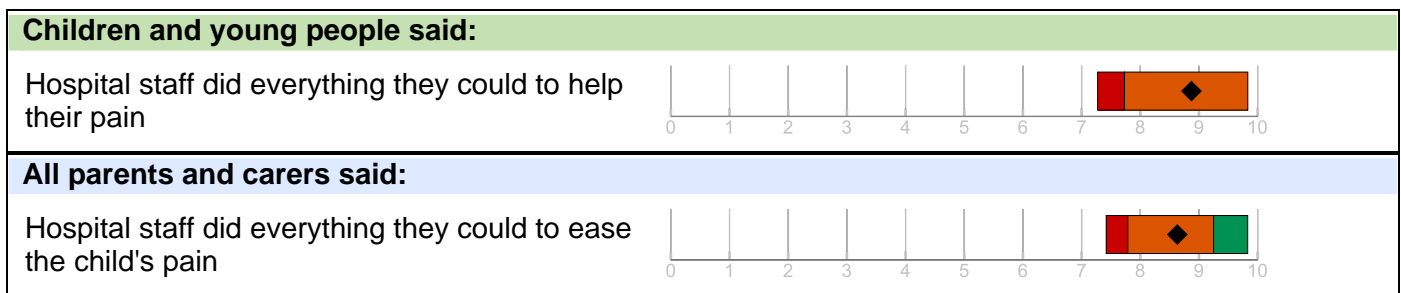 Children and young people said:
Hospital staff did everything they could to help
their pain
0 1 2 3 4 5 6 7 8 9 10
All parents and carers said:
Hospital staff did everything they could to ease
the child's pain
0 1 2 3 4 5 6 7 8 9 10